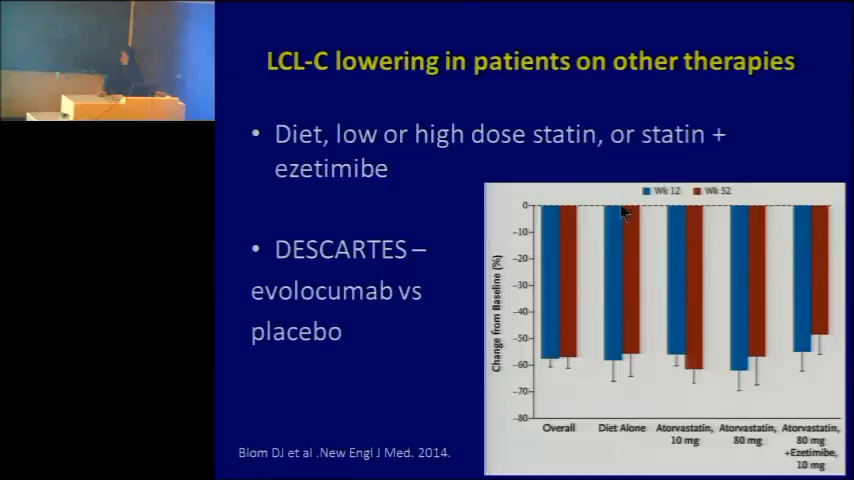 LCL-C lowering in patients on other therapies
• Diet, low or high dose statin, or statin +
ezetimibe
• DESCARTES –
evolocumab vs
placebo
Wk 12 Wk 52
Change from Baseline (%)
0
-10
-20
-30
-40
-50
-60
-70
-80
Overall
Diet Alone
Atorvastatin,
10 mg
Atorvastatin,
80 mg
Atorvastatin,
80 mg
+Ezetimibe,
10 mg
Blom DJ et al .New Engl J Med. 2014.